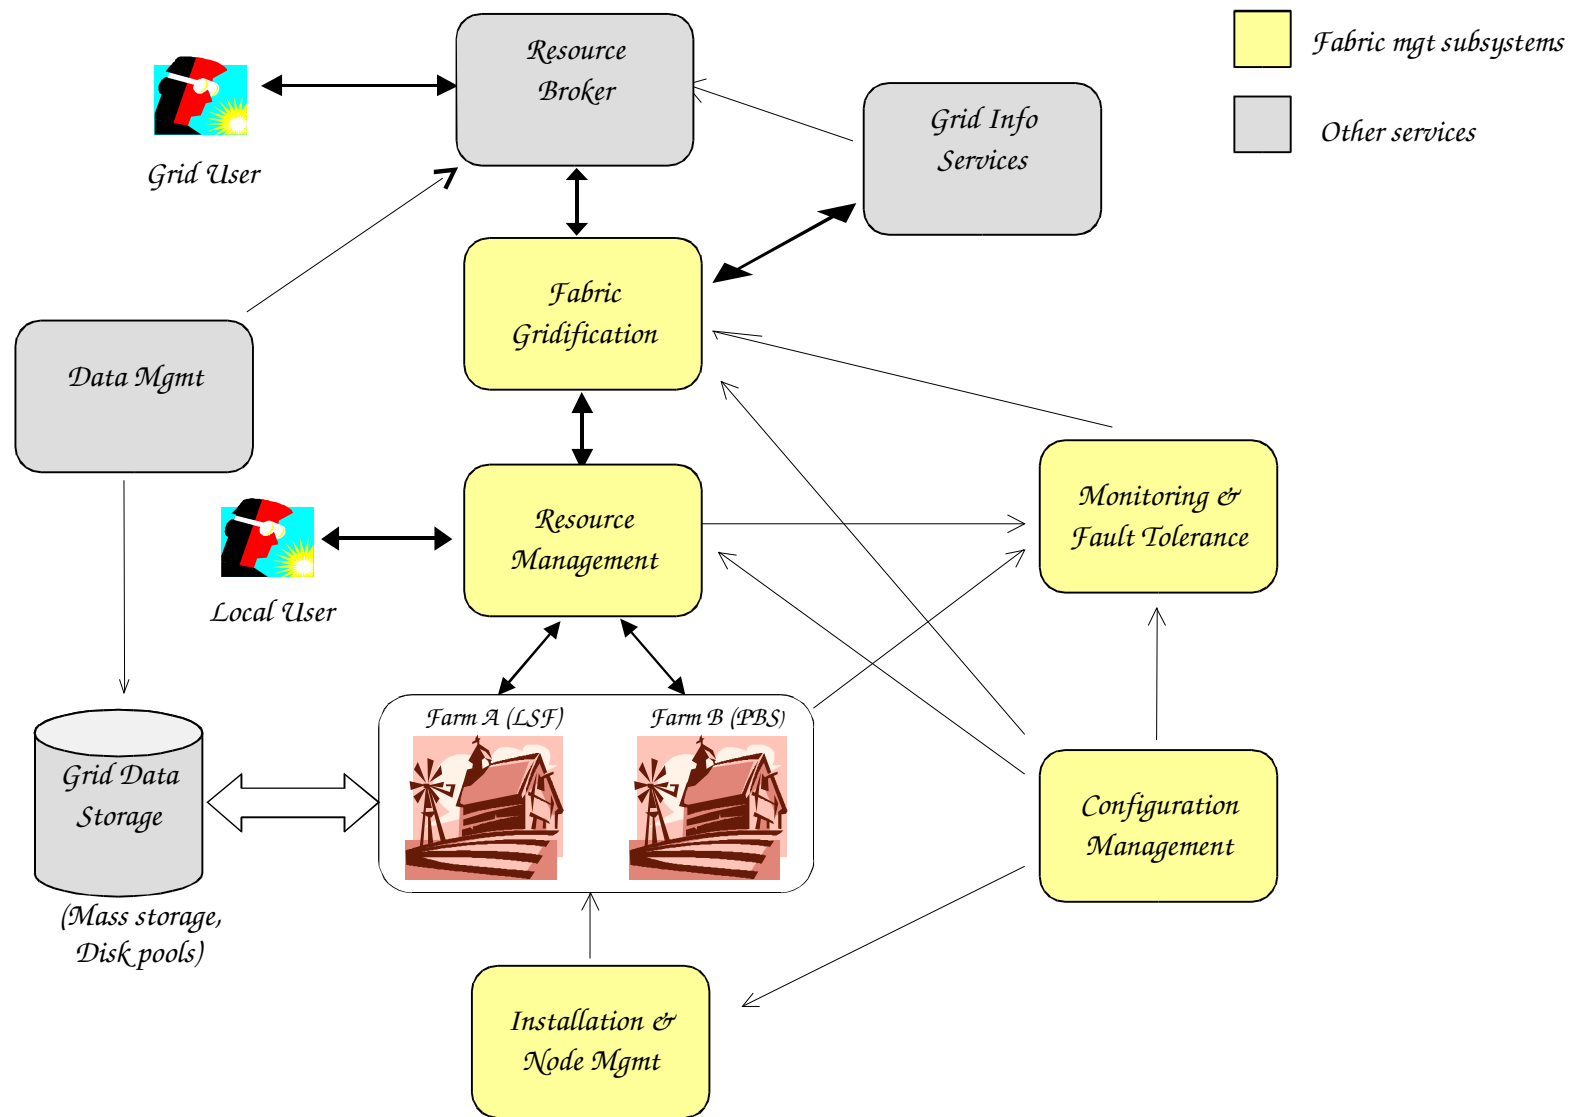 Resource
Broker
Fabric mgt subsystems
Grid Info
Services
Other services
Grid User
Fabric
Gridification
Data Mgmt
Resource
Management
Monitoring &
Fault Tolerance
Local User
Farm A (LSF)
Farm B (PBS)
Grid Data
Storage
Configuration
Management
(Mass storage,
Disk pools)
Installation &
Node Mgmt